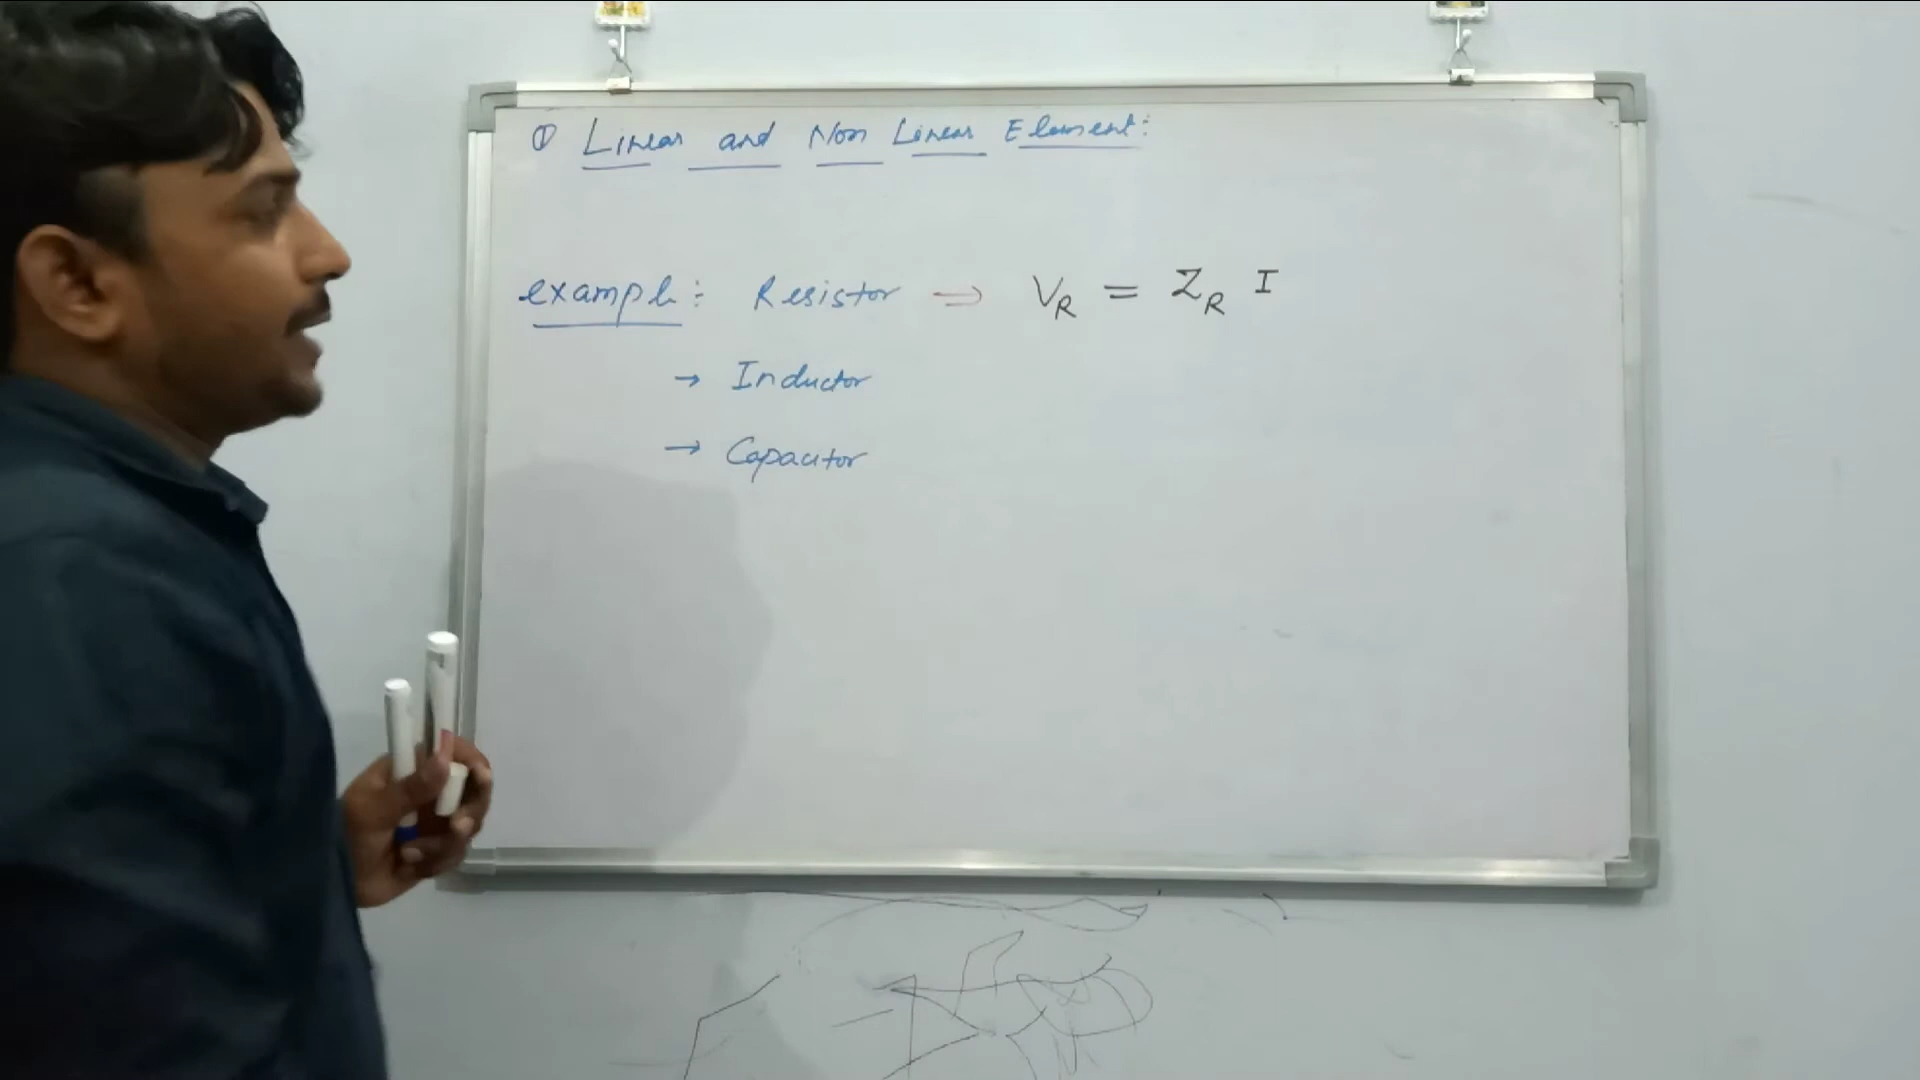 ① Linear and Non Linear Element:
example: Resistor ⇒ V_R = Z_R I
→ Inductor
→ Capacitor